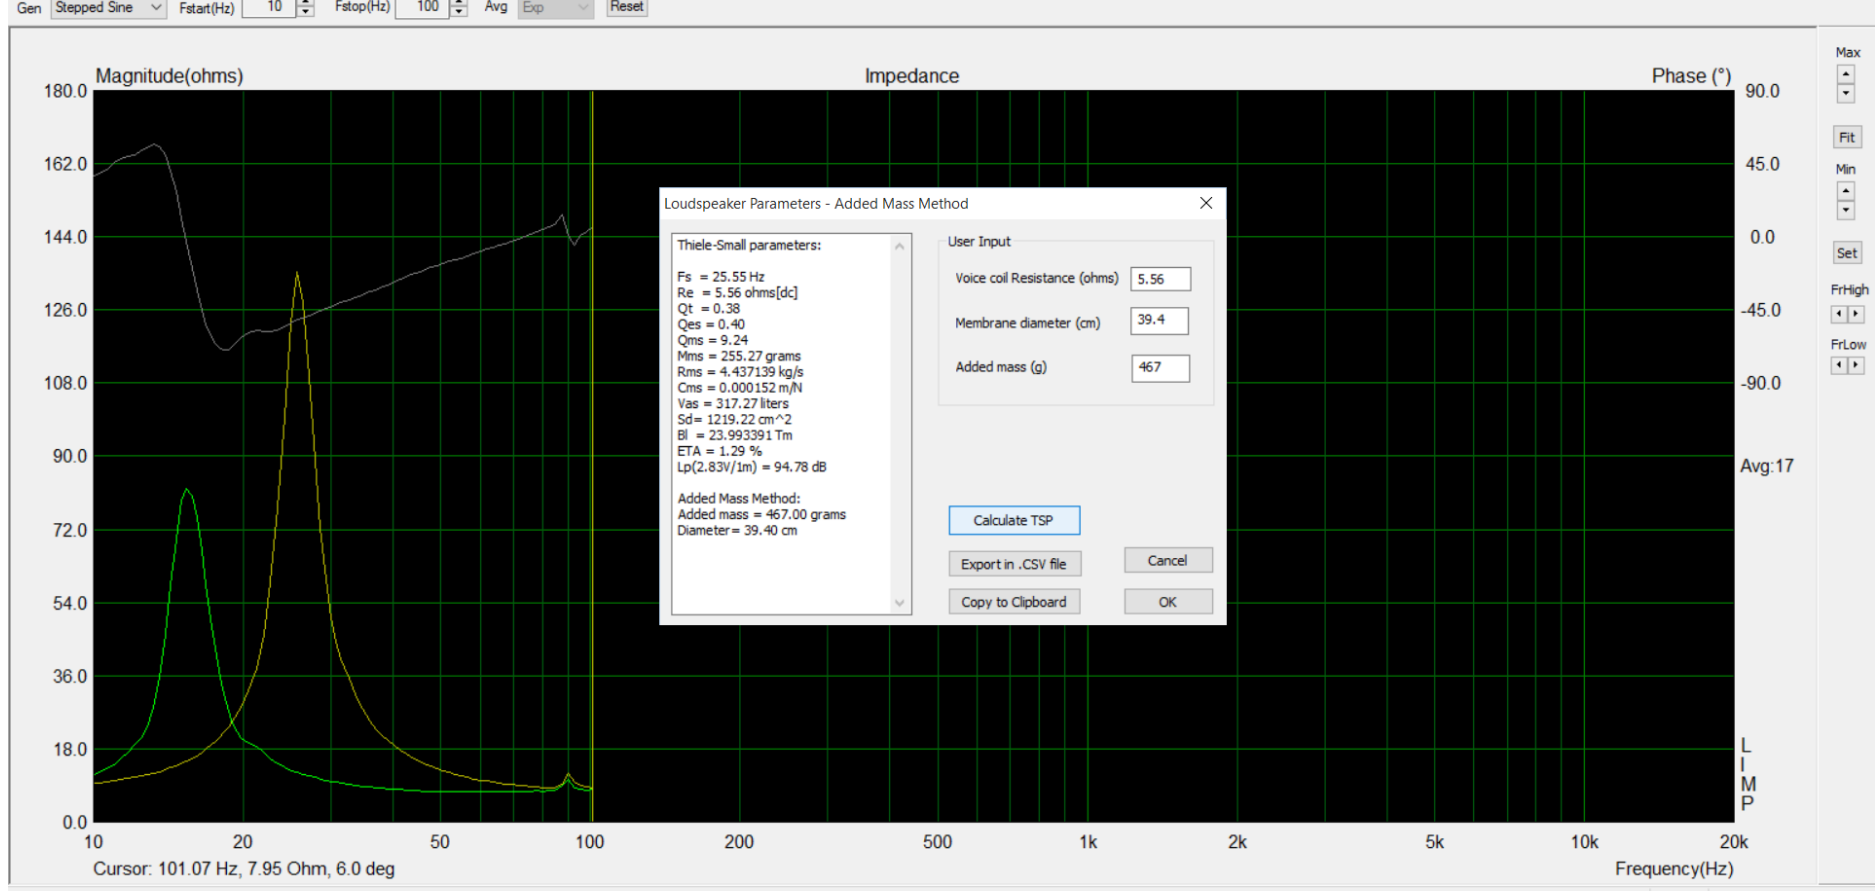 Gen Stepped Sine Fstart(Hz) 10 Fstop(Hz) 100 Avg Exp Reset
Magnitude(ohms) Impedance Phase (°)
180.0
162.0
144.0
126.0
108.0
90.0
72.0
54.0
36.0
18.0
0.0
10 20 50 100 200 500 1k 2k 5k 10k 20k
Cursor: 101.07 Hz, 7.95 Ohm, 6.0 deg
Frequency(Hz)
90.0
45.0
0.0
-45.0
-90.0
Avg:17
L
I
M
P
Loudspeaker Parameters - Added Mass Method
Thiele-Small parameters:
Fs = 25.55 Hz
Re = 5.56 ohms[dc]
Qt = 0.38
Qes = 0.40
Qms = 9.24
Mms = 255.27 grams
Rms = 4.437139 kg/s
Cms = 0.000152 m/N
Vas = 317.27 liters
Sd= 1219.22 cm^2
Bl = 23.993391 Tm
ETA = 1.29 %
Lp(2.83V/1m) = 94.78 dB
Added Mass Method:
Added mass = 467.00 grams
Diameter= 39.40 cm
User Input
Voice coil Resistance (ohms) 5.56
Membrane diameter (cm) 39.4
Added mass (g) 467
Calculate TSP
Export in .CSV file
Cancel
Copy to Clipboard
OK
Max
Fit
Min
Set
FrHigh
FrLow